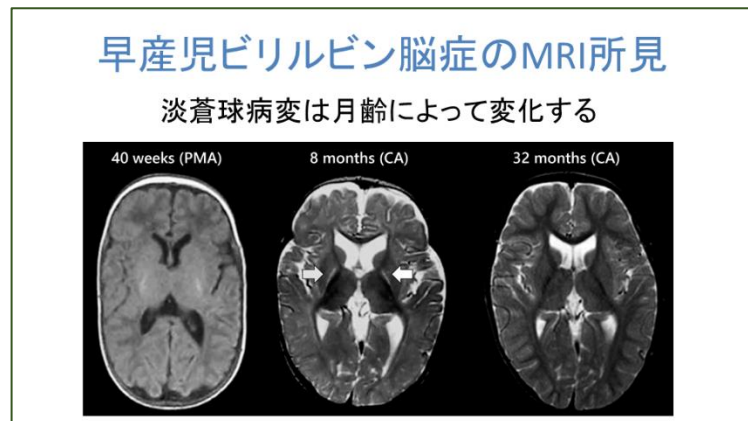 早産児ビリルビン脳症のMRI所見
淡蒼球病変は月齢によって変化する
40 weeks (PMA)
8 months (CA)
32 months (CA)